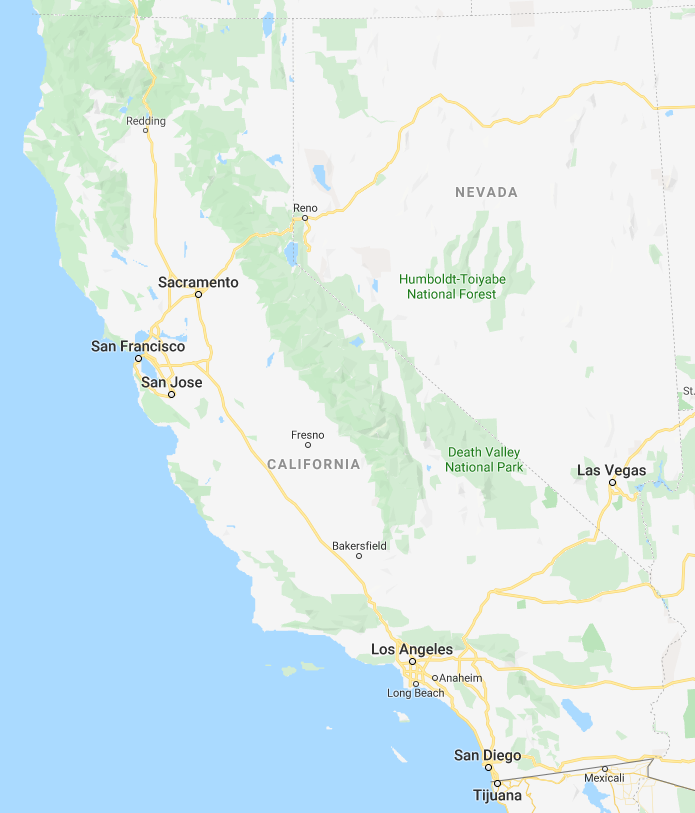 Redding
NEVADA
Reno
Sacramento
Humboldt-Toiyabe
National Forest
San Francisco
San Jose
St.
Fresno
CALIFORNIA
Death Valley
National Park
Las Vegas
Bakersfield
Los Angeles
Anaheim
Long Beach
San Diego
Mexicali
Tijuana